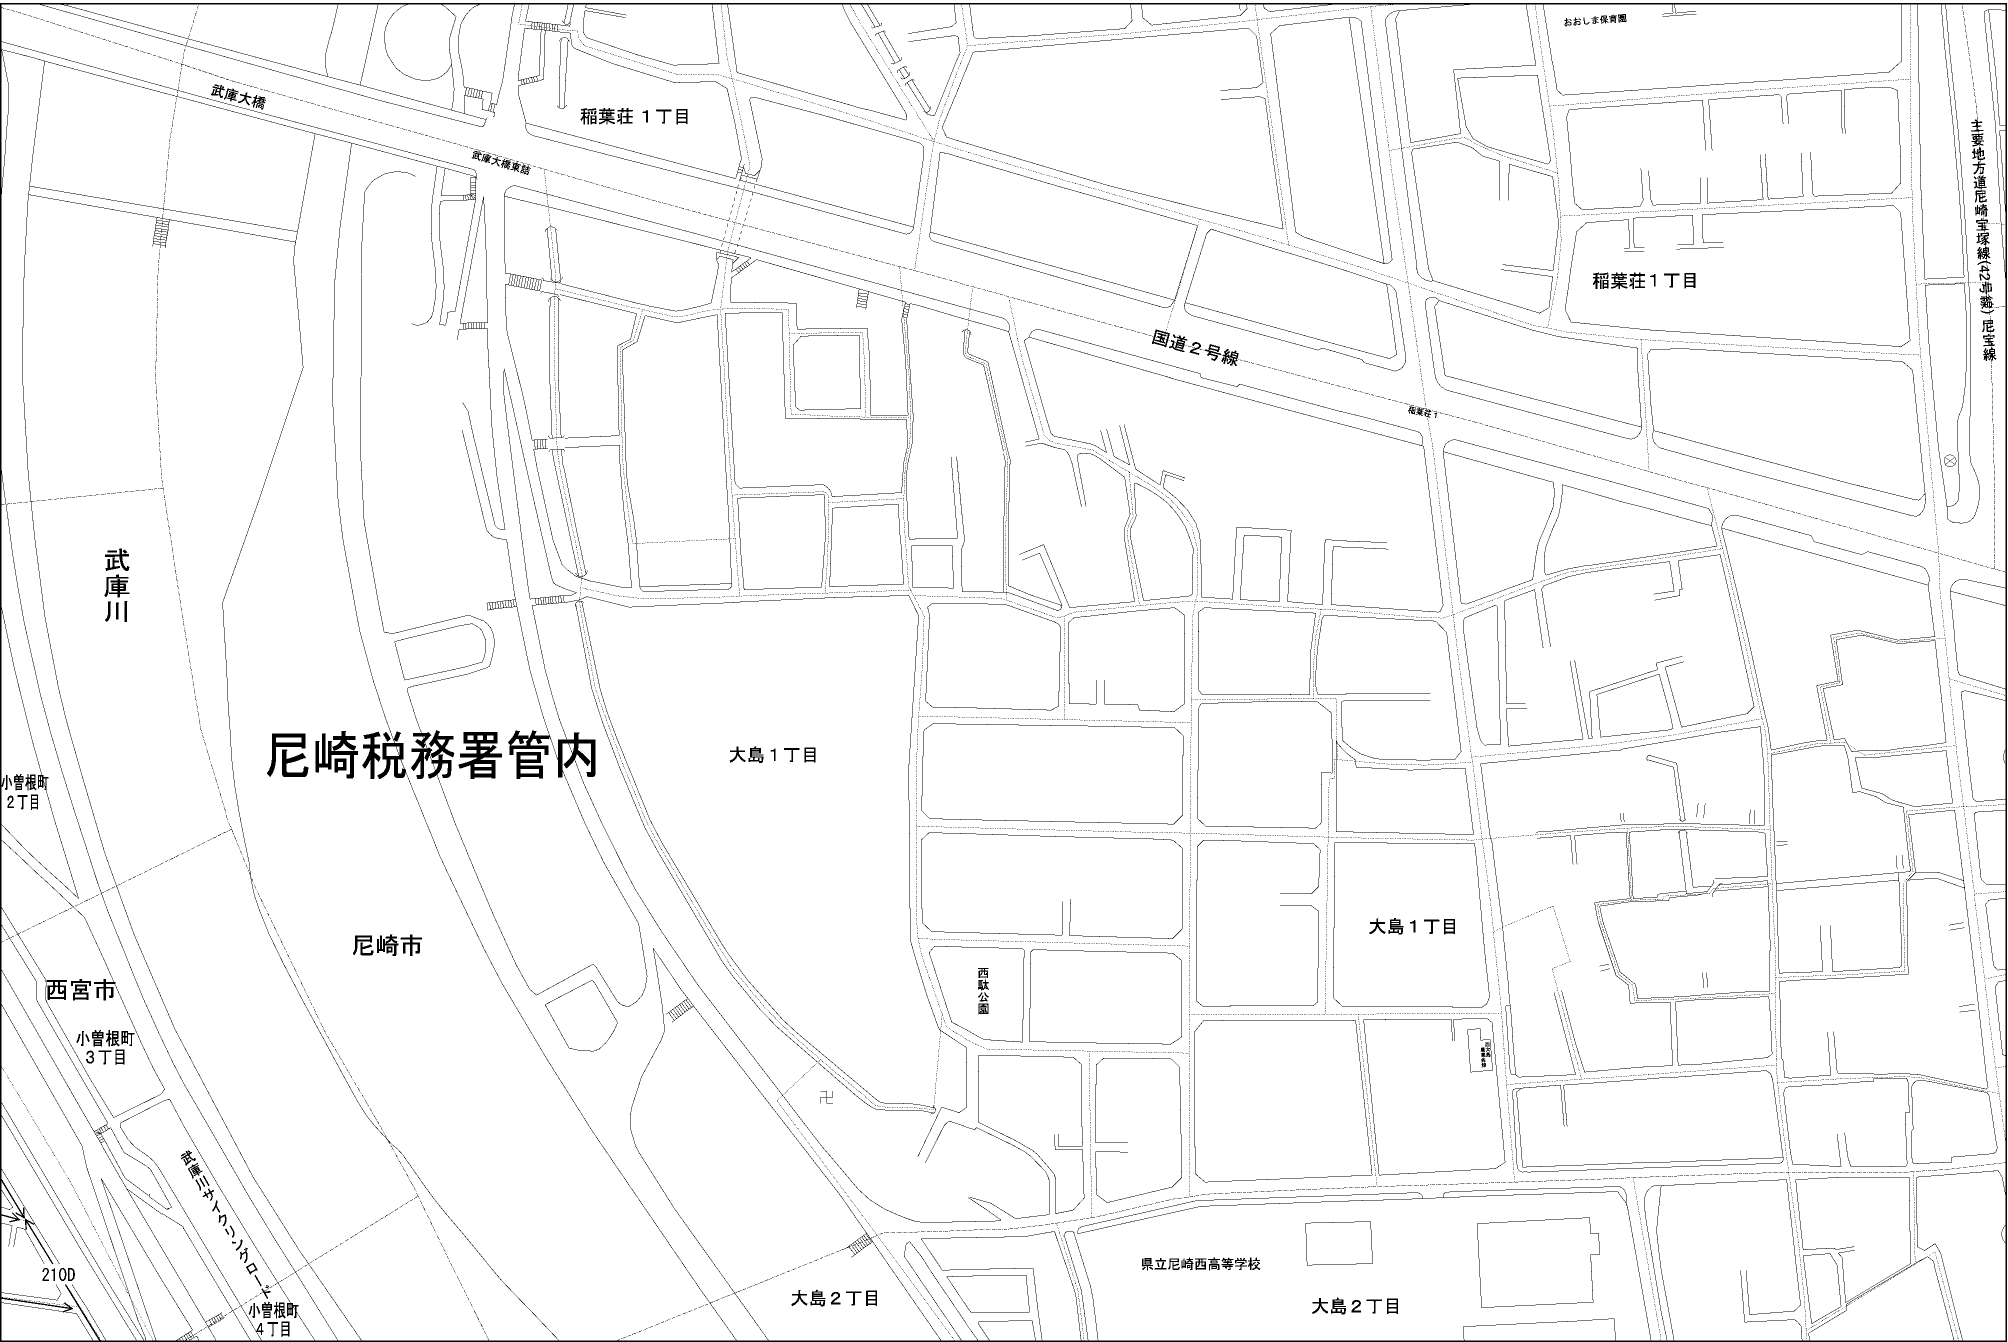 おおしま保育園
武庫大橋
稲葉荘１丁目
武庫大橋東詰
主要地方道尼崎宝塚線(42号線) 尼宝線
稲葉荘１丁目
国道２号線
稲葉荘１
武庫川
尼崎税務署管内
大島１丁目
小曽根町
２丁目
大島１丁目
尼崎市
西宮市
西駄公園
小曽根町
３丁目
武庫川サイクリングロード
210D
県立尼崎西高等学校
大島２丁目
大島２丁目
小曽根町
４丁目